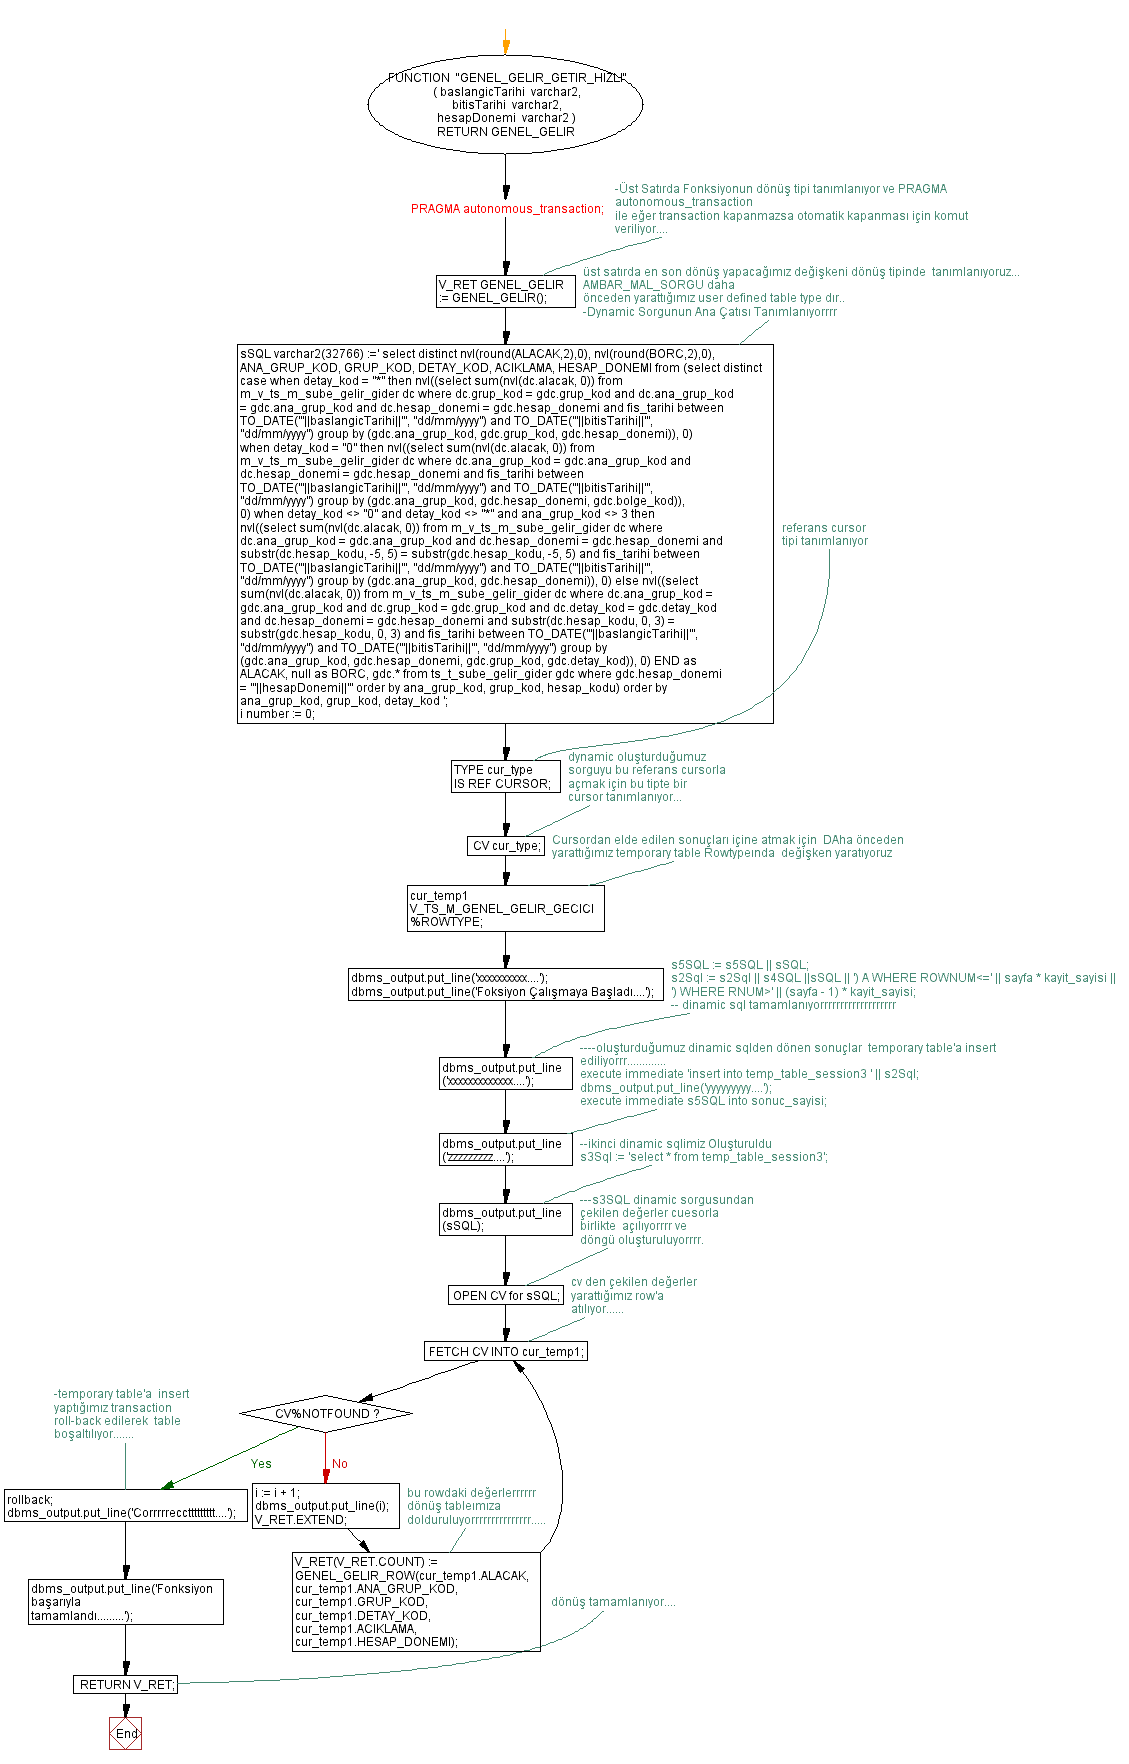 FUNCTION "GENEL_GELIR_GETIR_HIZLI"
( baslangicTarihi varchar2,
bitisTarihi varchar2,
hesapDonemi varchar2 )
RETURN GENEL_GELIR
-Üst Satırda Fonksiyonun dönüş tipi tanımlanıyor ve PRAGMA
autonomous_transaction
ile eğer transaction kapanmazsa otomatik kapanması için komut
veriliyor....
PRAGMA autonomous_transaction;
üst satırda en son dönüş yapacağımız değişkeni dönüş tipinde tanımlanıyoruz...
AMBAR_MAL_SORGU daha
önceden yarattığımız user defined table type dır..
-Dynamic Sorgunun Ana Çatısı Tanımlanıyorrrr
V_RET GENEL_GELIR
:= GENEL_GELIR();
sSQL varchar2(32766) :=' select distinct nvl(round(ALACAK,2),0), nvl(round(BORC,2),0),
ANA_GRUP_KOD, GRUP_KOD, DETAY_KOD, ACIKLAMA, HESAP_DONEMI from (select distinct
case when detay_kod = ''*'' then nvl((select sum(nvl(dc.alacak, 0)) from
m_v_ts_m_sube_gelir_gider dc where dc.grup_kod = gdc.grup_kod and dc.ana_grup_kod
= gdc.ana_grup_kod and dc.hesap_donemi = gdc.hesap_donemi and fis_tarihi between
TO_DATE('''||baslangicTarihi||''', ''dd/mm/yyyy'') and TO_DATE('''||bitisTarihi||''',
''dd/mm/yyyy'') group by (gdc.ana_grup_kod, gdc.grup_kod, gdc.hesap_donemi)), 0)
when detay_kod = ''0'' then nvl((select sum(nvl(dc.alacak, 0)) from
m_v_ts_m_sube_gelir_gider dc where dc.ana_grup_kod = gdc.ana_grup_kod and
dc.hesap_donemi = gdc.hesap_donemi and fis_tarihi between
TO_DATE('''||baslangicTarihi||''', ''dd/mm/yyyy'') and TO_DATE('''||bitisTarihi||''',
''dd/mm/yyyy'') group by (gdc.ana_grup_kod, gdc.hesap_donemi, gdc.bolge_kod)),
0) when detay_kod <> ''0'' and detay_kod <> ''*'' and ana_grup_kod <> 3 then
nvl((select sum(nvl(dc.alacak, 0)) from m_v_ts_m_sube_gelir_gider dc where
dc.ana_grup_kod = gdc.ana_grup_kod and dc.hesap_donemi = gdc.hesap_donemi and
substr(dc.hesap_kodu, -5, 5) = substr(gdc.hesap_kodu, -5, 5) and fis_tarihi between
TO_DATE('''||baslangicTarihi||''', ''dd/mm/yyyy'') and TO_DATE('''||bitisTarihi||''',
''dd/mm/yyyy'') group by (gdc.ana_grup_kod, gdc.hesap_donemi)), 0) else nvl((select
sum(nvl(dc.alacak, 0)) from m_v_ts_m_sube_gelir_gider dc where dc.ana_grup_kod =
gdc.ana_grup_kod and dc.grup_kod = gdc.grup_kod and dc.detay_kod = gdc.detay_kod
and dc.hesap_donemi = gdc.hesap_donemi and substr(dc.hesap_kodu, 0, 3) =
substr(gdc.hesap_kodu, 0, 3) and fis_tarihi between TO_DATE('''||baslangicTarihi||''',
''dd/mm/yyyy'') and TO_DATE('''||bitisTarihi||''', ''dd/mm/yyyy'') group by
(gdc.ana_grup_kod, gdc.hesap_donemi, gdc.grup_kod, gdc.detay_kod)), 0) END as
ALACAK, null as BORC, gdc.* from ts_t_sube_gelir_gider gdc where gdc.hesap_donemi
= '''||hesapDonemi||''' order by ana_grup_kod, grup_kod, hesap_kodu) order by
ana_grup_kod, grup_kod, detay_kod ';
i number := 0;
referans cursor
tipi tanımlanıyor
TYPE cur_type
IS REF CURSOR;
dynamic oluşturduğumuz
sorguyu bu referans cursorla
açmak için bu tipte bir
cursor tanımlanıyor...
CV cur_type;
Cursordan elde edilen sonuçları içine atmak için DAha önceden
yarattığımız temporary table Rowtypeında değişken yaratıyoruz
cur_temp1
V_TS_M_GENEL_GELIR_GECICI
%ROWTYPE;
dbms_output.put_line('xxxxxxxxxx....');
dbms_output.put_line('Foksiyon Çalışmaya Başladı....');
s5SQL := s5SQL || sSQL;
s2Sql := s2Sql || s4SQL ||sSQL || ') A WHERE ROWNUM<=' || sayfa * kayit_sayisi ||
') WHERE RNUM>' || (sayfa - 1) * kayit_sayisi;
-- dinamic sql tamamlanıyorrrrrrrrrrrrrrrrrrr
dbms_output.put_line
('xxxxxxxxxxxxx....');
----oluşturduğumuz dinamic sqlden dönen sonuçlar temporary table'a insert
ediliyorrr.............
execute immediate 'insert into temp_table_session3 ' || s2Sql;
dbms_output.put_line('yyyyyyyyy....');
execute immediate s5SQL into sonuc_sayisi;
dbms_output.put_line
('zzzzzzzzz....');
--ikinci dinamic sqlimiz Oluşturuldu
s3Sql := 'select * from temp_table_session3';
dbms_output.put_line
(sSQL);
---s3SQL dinamic sorgusundan
çekilen değerler cuesorla
birlikte açılıyorrrr ve
döngü oluşturuluyorrrr.
OPEN CV for sSQL;
cv den çekilen değerler
yarattığımız row'a
atılıyor......
FETCH CV INTO cur_temp1;
-temporary table'a insert
yaptığımız transaction
roll-back edilerek table
boşaltılıyor.......
CV%NOTFOUND ?
Yes
No
rollback;
dbms_output.put_line('Corrrrrecctttttttttt....');
i := i + 1;
dbms_output.put_line(i);
V_RET.EXTEND;
bu rowdaki değerlerrrrrr
dönüş tableımıza
dolduruluyorrrrrrrrrrrrrrr.....
V_RET(V_RET.COUNT) :=
GENEL_GELIR_ROW(cur_temp1.ALACAK,
cur_temp1.ANA_GRUP_KOD,
cur_temp1.GRUP_KOD,
cur_temp1.DETAY_KOD,
cur_temp1.ACIKLAMA,
cur_temp1.HESAP_DONEMI);
dbms_output.put_line('Fonksiyon
başarıyla
tamamlandı.........');
dönüş tamamlanıyor....
RETURN V_RET;
End